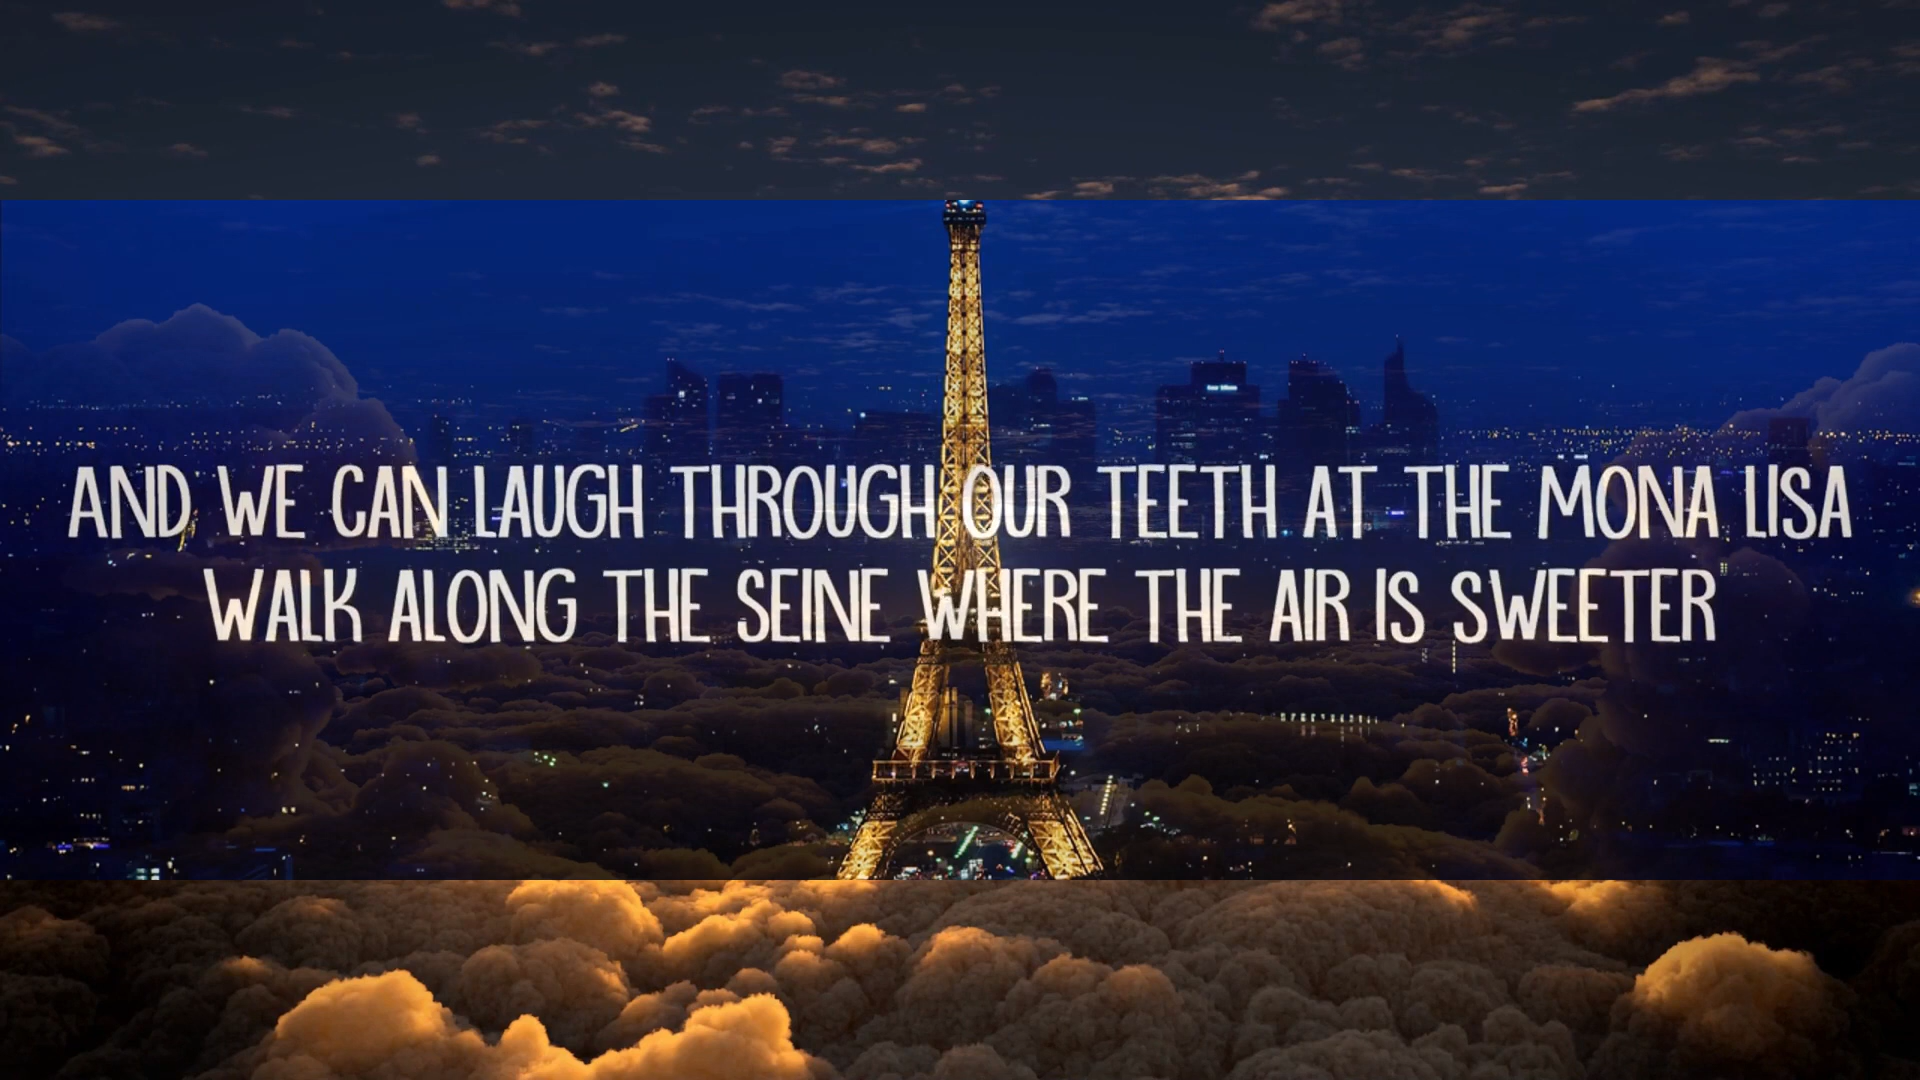 AND WE CAN LAUGH THROUGH OUR TEETH AT THE MONA LISA
WALK ALONG THE SEINE WHERE THE AIR IS SWEETER